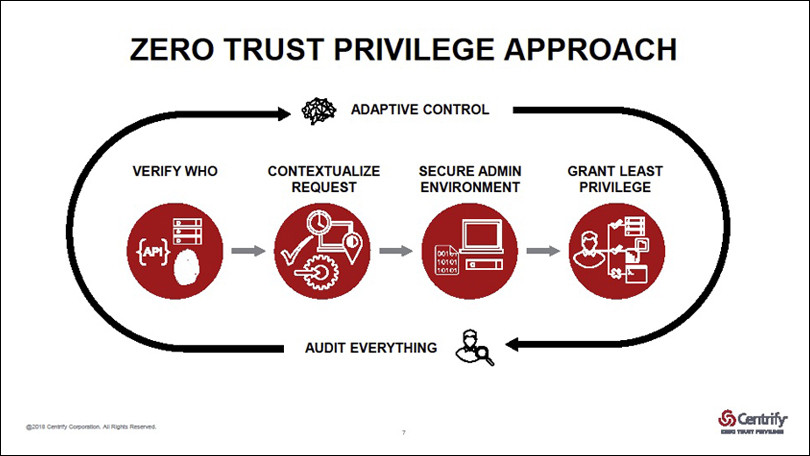 ZERO TRUST PRIVILEGE APPROACH
ADAPTIVE CONTROL
VERIFY WHO
CONTEXTUALIZE
REQUEST
SECURE ADMIN
ENVIRONMENT
GRANT LEAST
PRIVILEGE
{API}
001
10101
10101
AUDIT EVERYTHING
@2018 Centrify Corporation. All Rights Reserved.
7
Centrify
ZERO TRUST PRIVILEGE